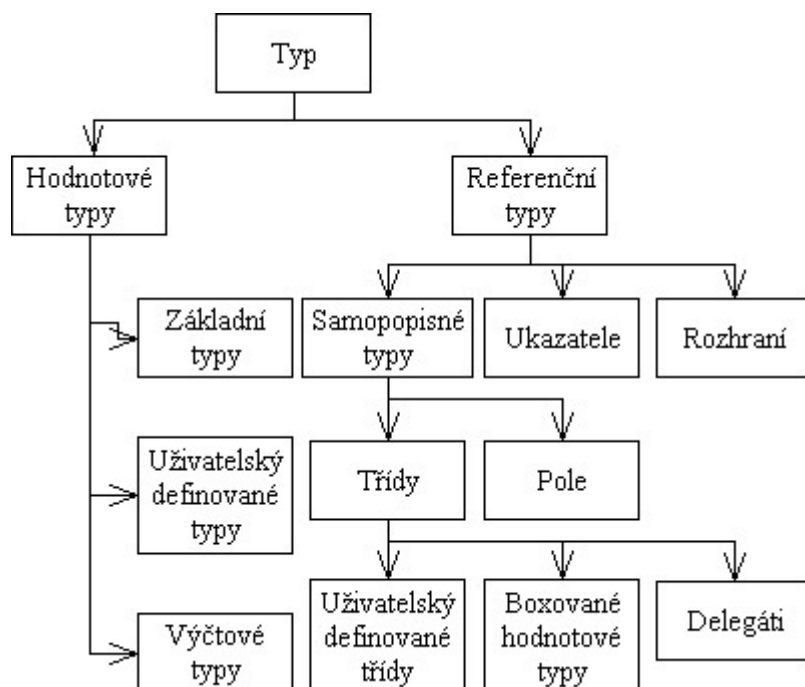 Typ
Hodnotové
typy
Referenční
typy
Základní
typy
Samopopisné
typy
Ukazatele
Rozhraní
Uživatelský
definované
typy
Třídy
Pole
Výčtové
typy
Uživatelský
definované
třídy
Boxované
hodnotové
typy
Delegáti